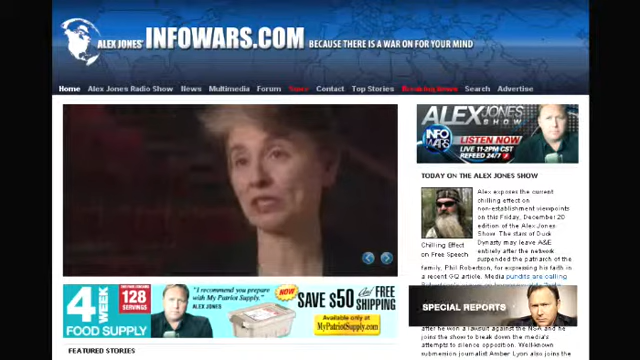 ALEX JONES' INFOWARS.COM BECAUSE THERE IS A WAR ON FOR YOUR MIND
Home Alex Jones Radio Show News Multimedia Forum Contact Top Stories Breaking News Search Advertise
ALEX JONES
SHOW
INFO
WARS
LISTEN NOW
LIVE 11-2PM CST
REFEED 24/7
TODAY ON THE ALEX JONES SHOW
Alex exposes the current
chilling effect on
non-establishment viewpoints
on this Friday, December 20
edition of the Alex
Jones Show. The stars of Duck
Dynasty may leave A&E
entirely after the network
suspended the patriarch of the
Chilling Effect
on Free Speech
family, Phil Robertson, for expressing his faith in
a recent GQ article. Media pundits are calling
SPECIAL REPORTS
after he won a lawsuit against the NSA and he
joins the show to break down the media's
attempts to silence opposition. Well-known
submission journalist Amber Lyon also joins the
4 WEEK
FOOD SUPPLY
128
SERVINGS
"I recommend you prepare
with My Patriot Supply."
ALEX JONES
NOW
SAVE $50 And FREE
SHIPPING
Available only at
MyPatriotSupply.com
FEATURED STORIES